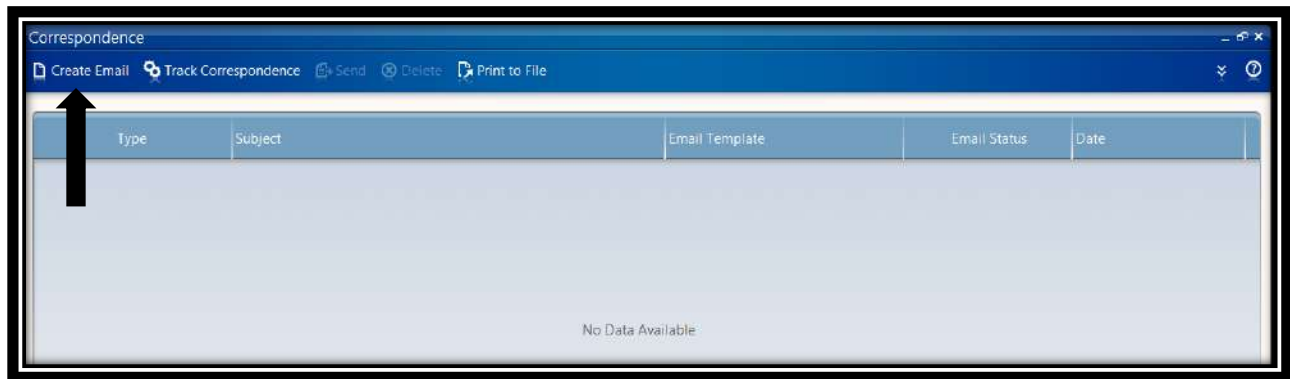 Correspondence
Create Email Track Correspondence Send Delete Print to File
Type Subject Email Template Email Status Date
No Data Available